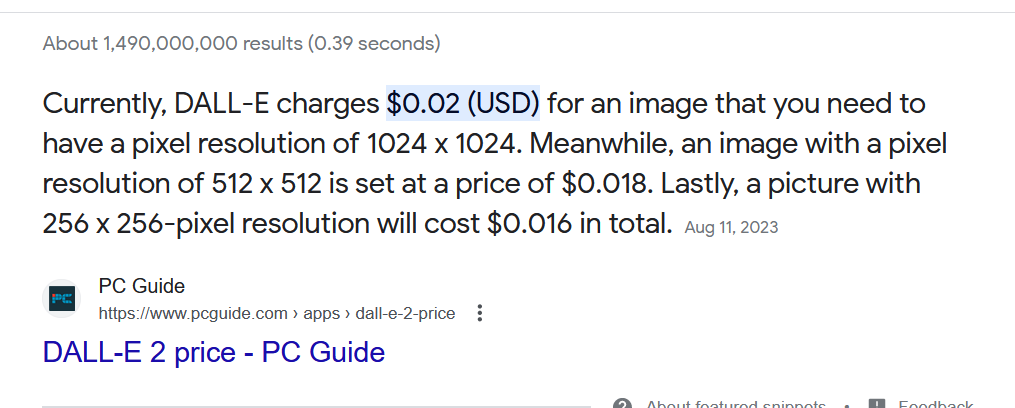 About 1,490,000,000 results (0.39 seconds)
Currently, DALL-E charges $0.02 (USD) for an image that you need to
have a pixel resolution of 1024 x 1024. Meanwhile, an image with a pixel
resolution of 512 x 512 is set at a price of $0.018. Lastly, a picture with
256 x 256-pixel resolution will cost $0.016 in total. Aug 11, 2023
PC
PC Guide
https://www.pcguide.com › apps › dall-e-2-price
DALL-E 2 price - PC Guide
About featured snippets • Feedback